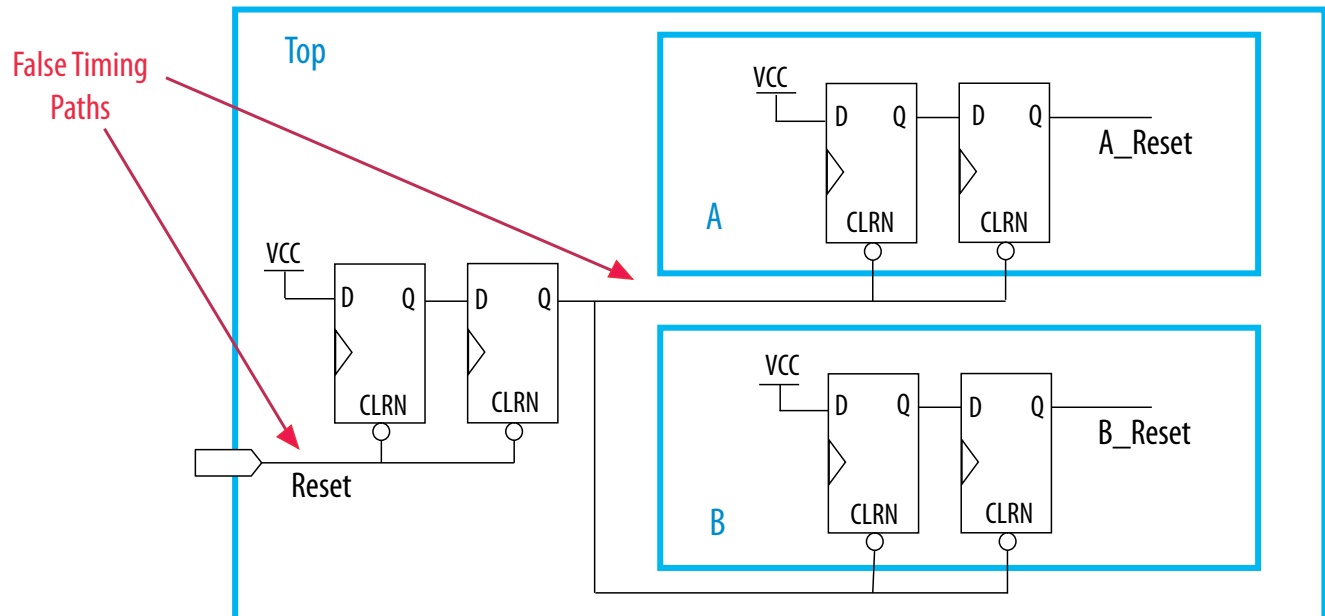 Top
False Timing
Paths
VCC
D Q D Q
A_Reset
A
CLRN CLRN
VCC
D Q D Q
CLRN CLRN
Reset
VCC
D Q D Q
B_Reset
B
CLRN CLRN